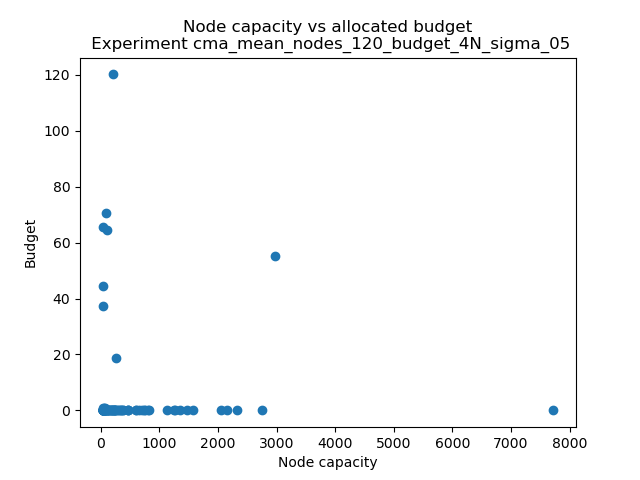 Node capacity vs allocated budget
Experiment cma_mean_nodes_120_budget_4N_sigma_05
120
100
80
60
40
20
0
Budget
0 1000 2000 3000 4000 5000 6000 7000 8000
Node capacity